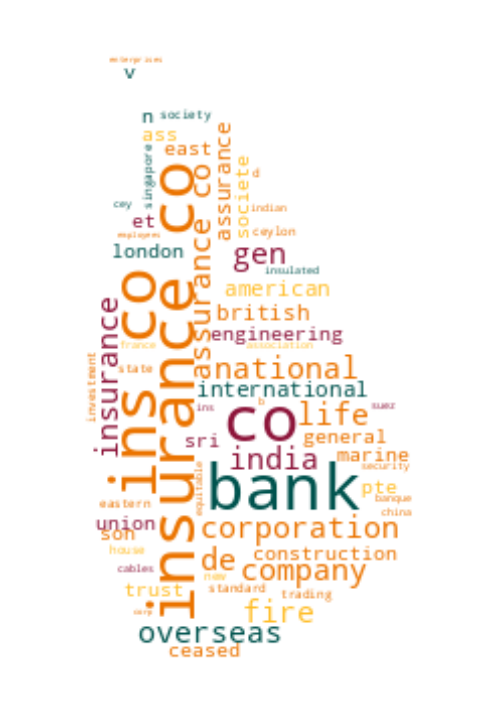 enterprises
v
n society
ass
east
singapore
assurance
societe
d
cey
et
indian
employees
ceylon
london
gen
insulated
american
british
insurance co
assurance co
ins co
insurance
engineering
france
association
state
national
investment
international
ins
b
co
life
suez
sri
general
india
marine
security
equitable
bank
pte
banque
eastern
china
union
son
corporation
house
de
construction
cables
company
new
trust
standard
trading
corp
fire
overseas
ceased